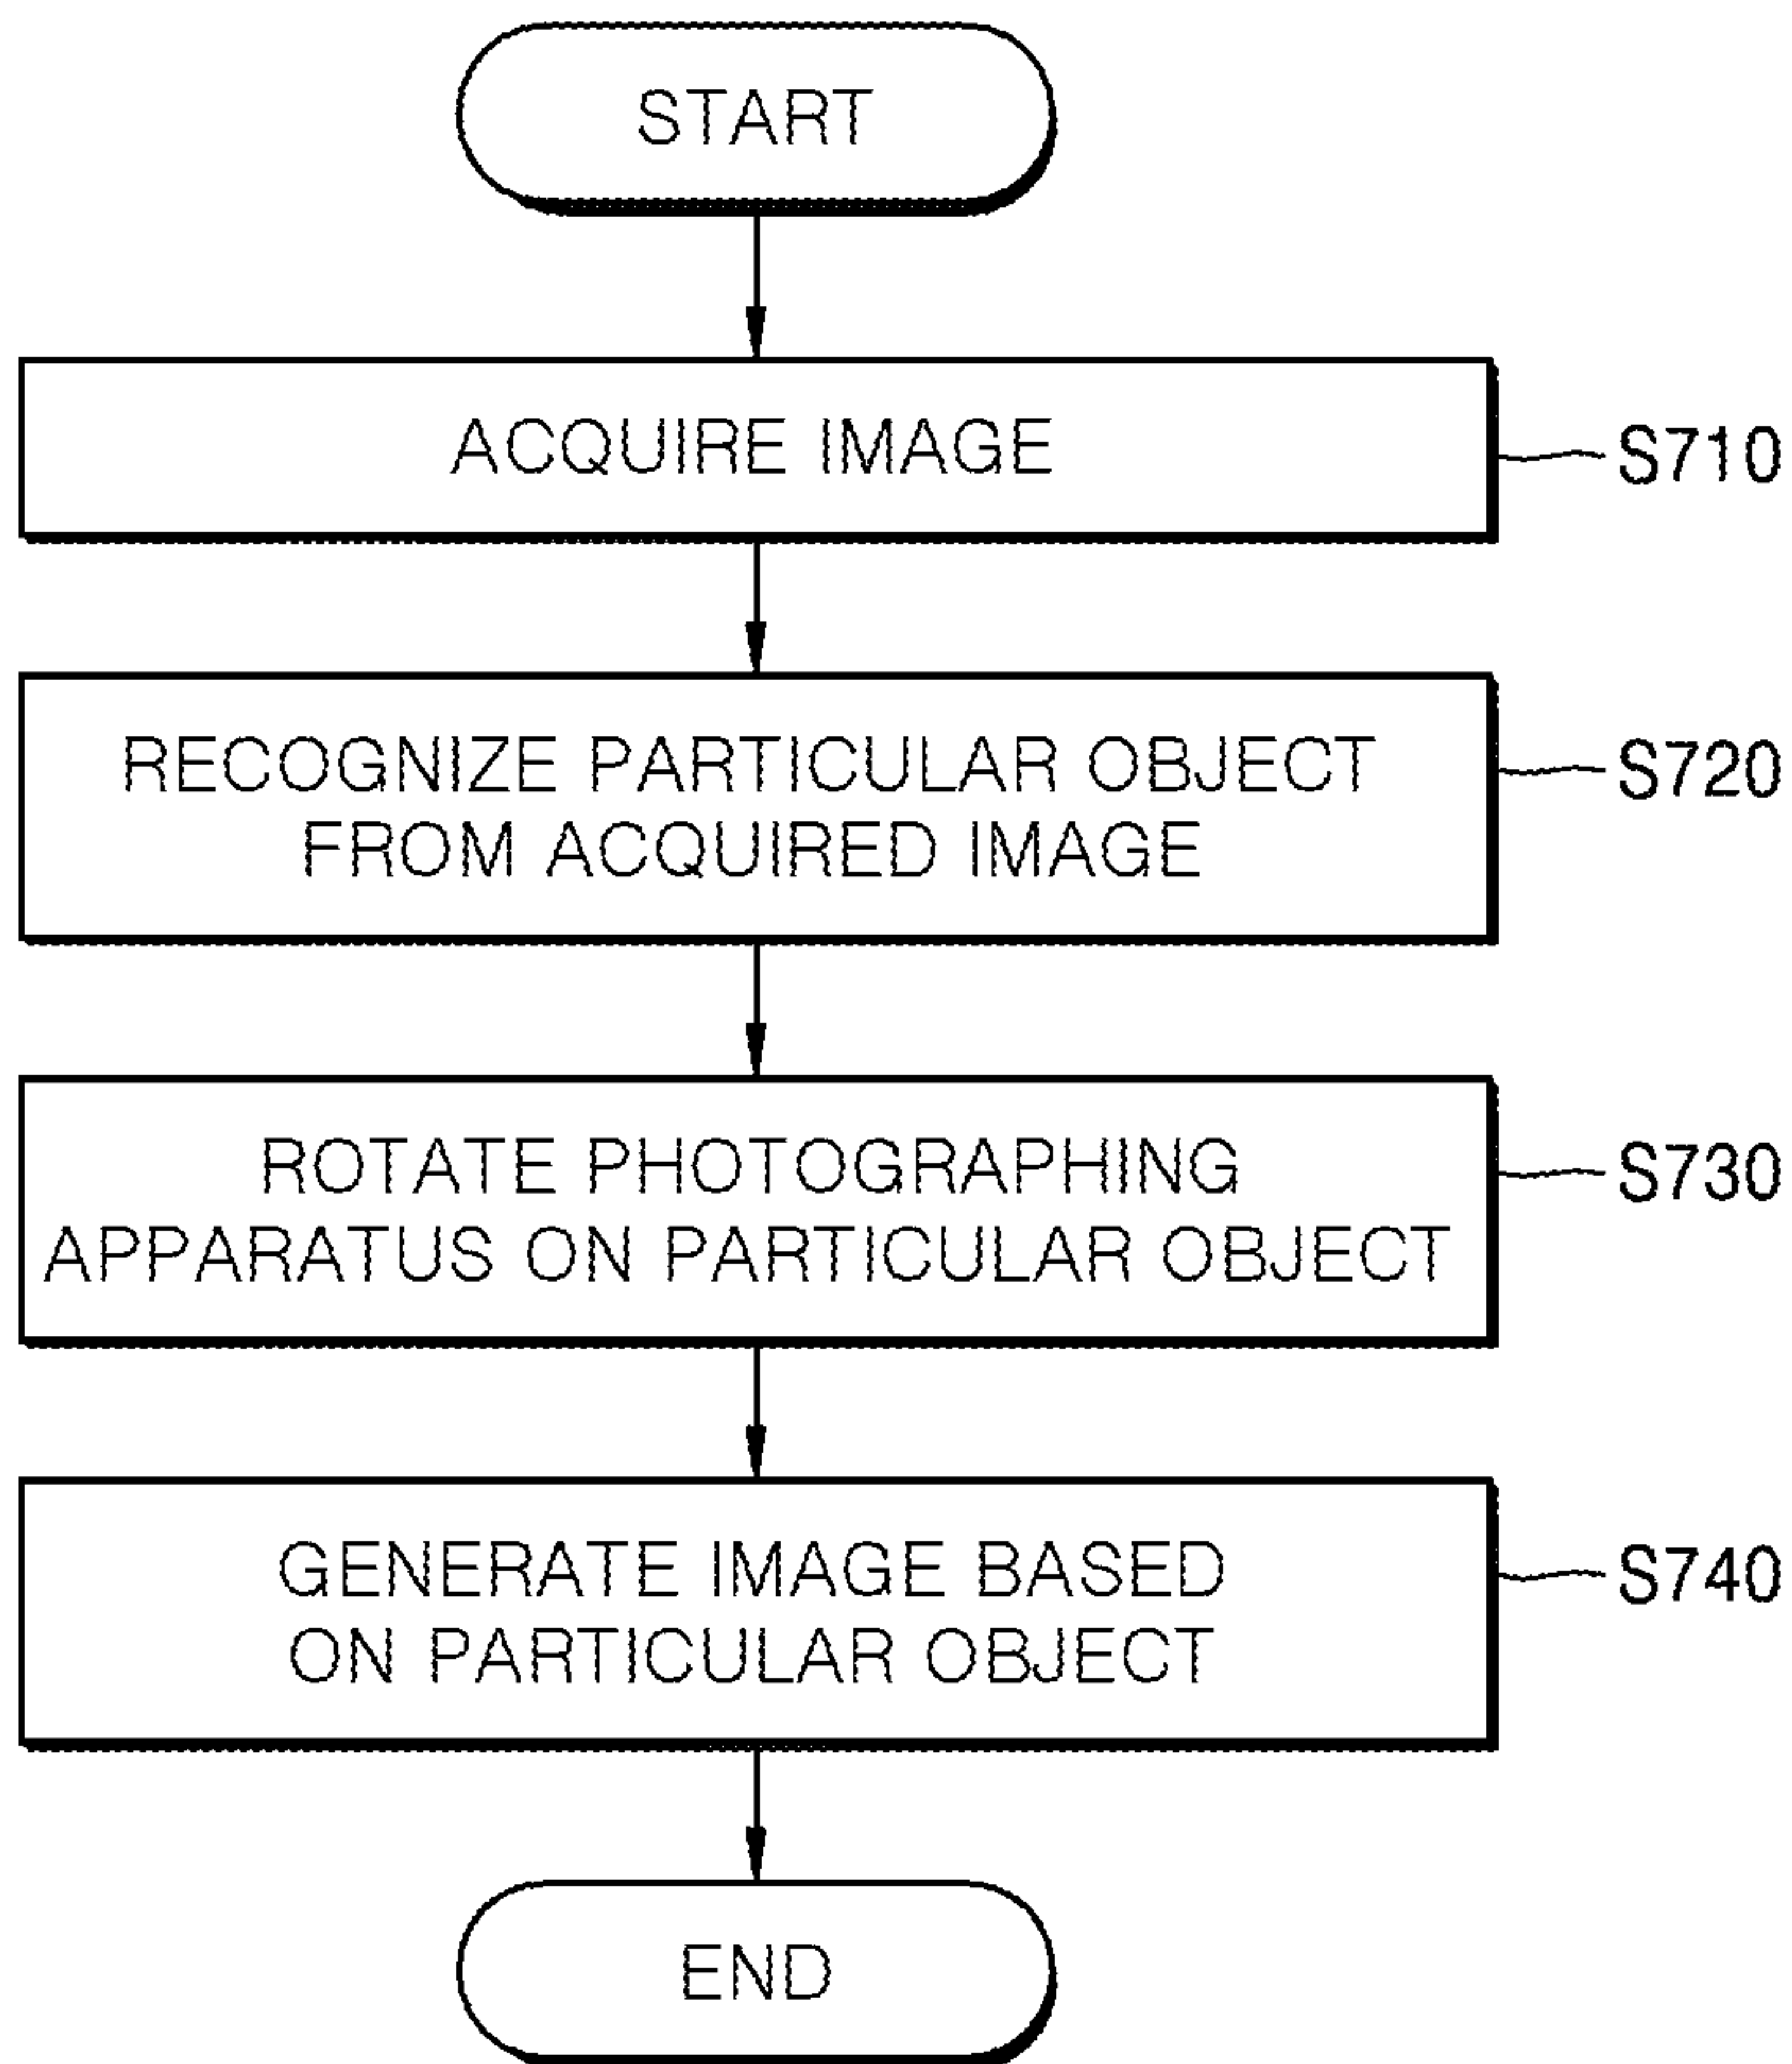 START
ACQUIRE IMAGE
S710
RECOGNIZE PARTICULAR OBJECT
FROM ACQUIRED IMAGE
S720
ROTATE PHOTOGRAPHING
APPARATUS ON PARTICULAR OBJECT
S730
GENERATE IMAGE BASED
ON PARTICULAR OBJECT
S740
END